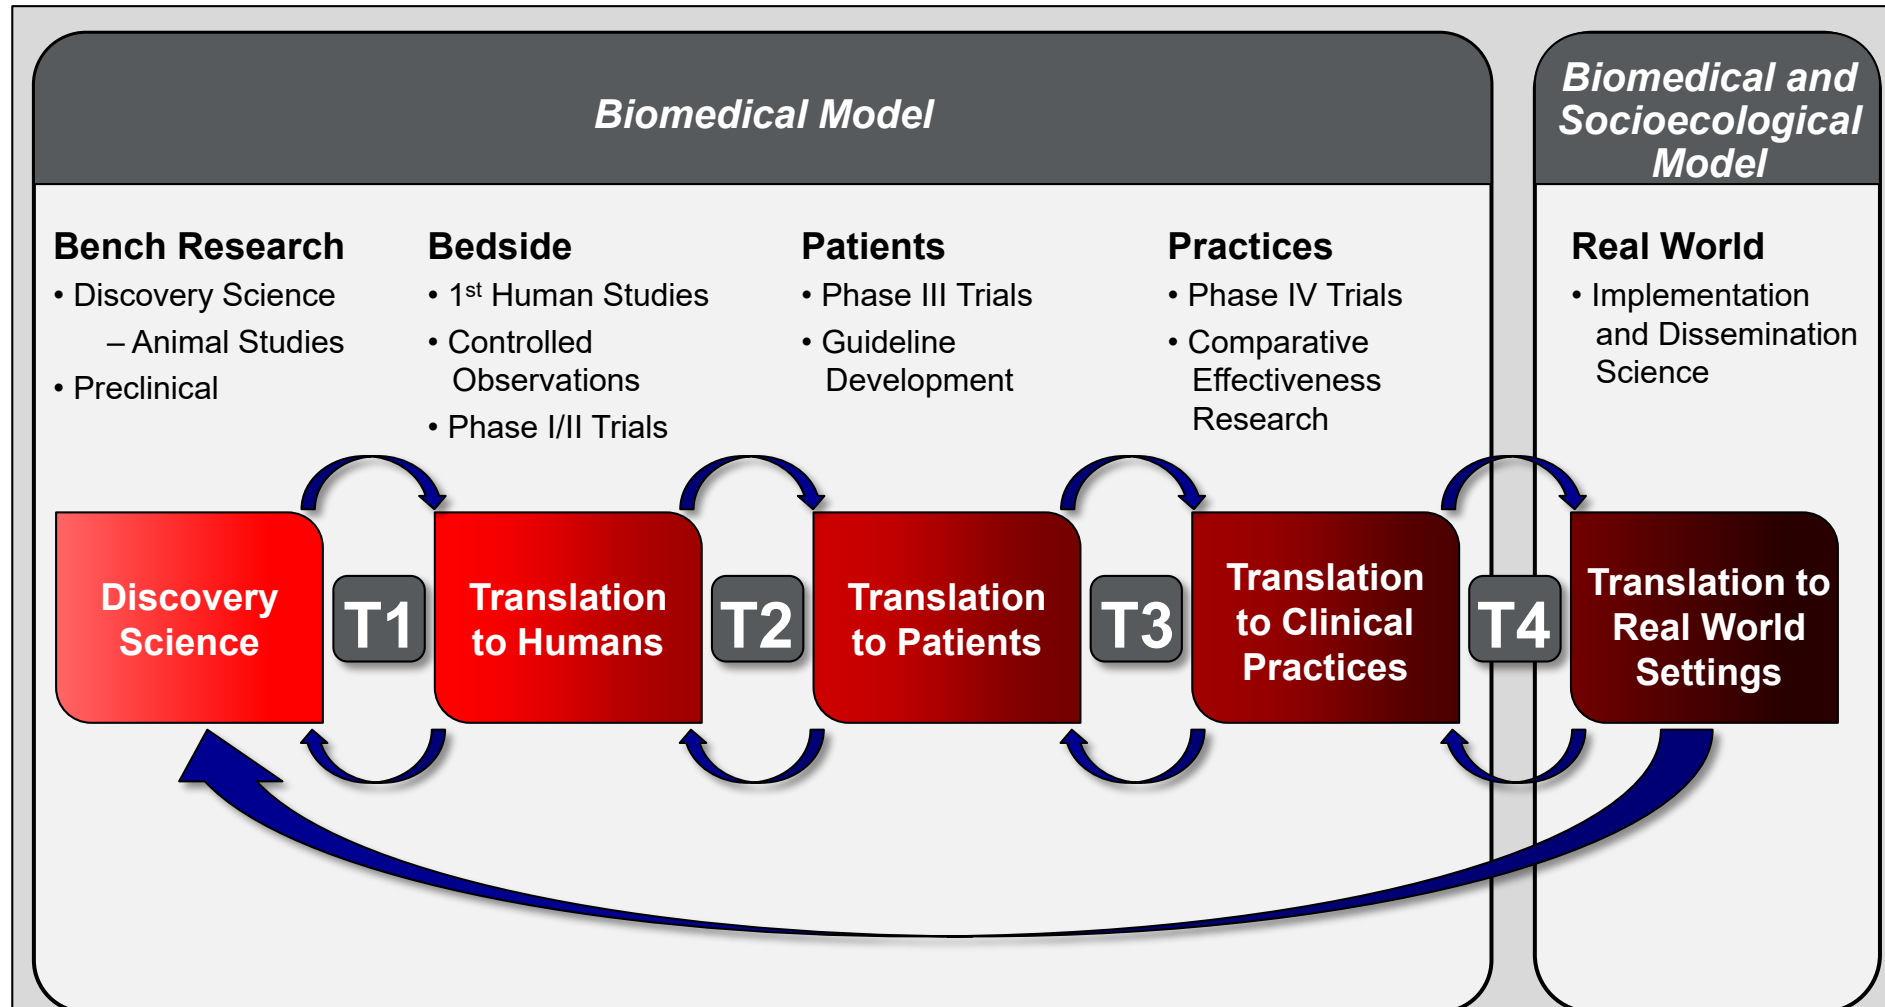 Biomedical Model
Biomedical and
Socioecological
Model
Bench Research
• Discovery Science
– Animal Studies
• Preclinical
Bedside
• 1st Human Studies
• Controlled
Observations
• Phase I/II Trials
Patients
• Phase III Trials
• Guideline
Development
Practices
• Phase IV Trials
• Comparative
Effectiveness
Research
Real World
• Implementation
and Dissemination
Science
Discovery
Science
T1
Translation
to Humans
T2
Translation
to Patients
T3
Translation
to Clinical
Practices
T4
Translation to
Real World
Settings